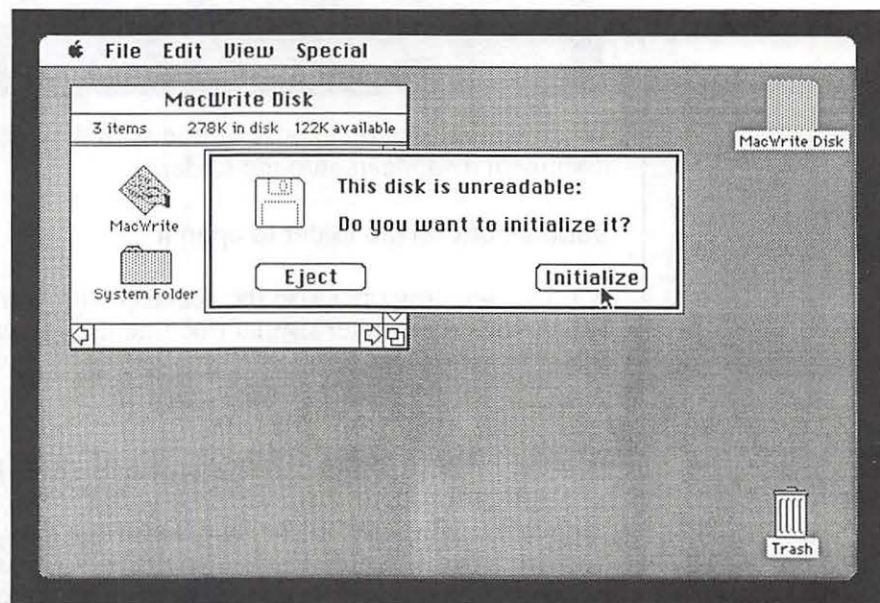 File Edit View Special
MacWrite Disk
3 items 278K in disk 122K available
MacWrite
System Folder
MacWrite Disk
This disk is unreadable:
Do you want to initialize it?
Eject
Initialize
Trash